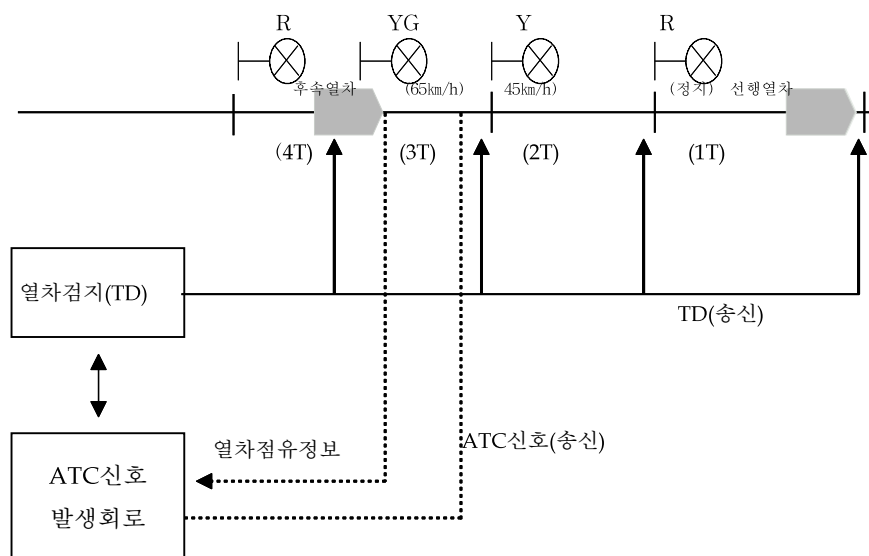 R YG Y R
후속열차 (65㎞/h) 45㎞/h) (정지) 선행열차
(4T) (3T) (2T) (1T)
열차검지(TD)
TD(송신)
열차점유정보 ATC신호(송신)
ATC신호
발생회로